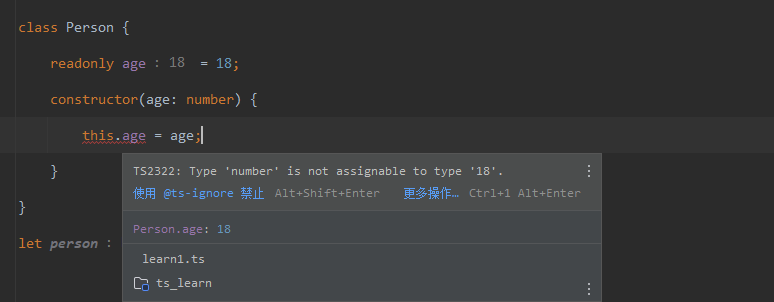 class Person {
readonly age : 18 = 18;
constructor(age: number) {
this.age = age;
}
TS2322: Type 'number' is not assignable to type '18'.
使用 @ts-ignore 禁止 Alt+Shift+Enter 更多操作… Ctrl+1 Alt+Enter
}
Person.age: 18
let person :
learn1.ts
ts_learn